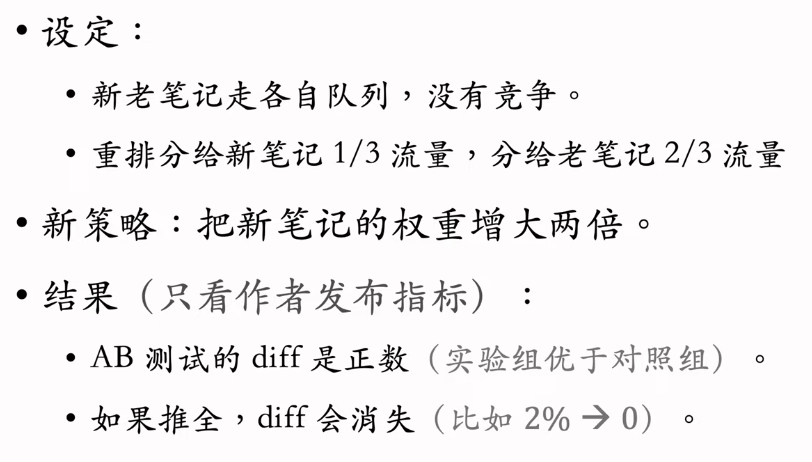 • 设定：
• 新老笔记走各自队列，没有竞争。
• 重排分给新笔记 1/3 流量，分给老笔记 2/3 流量
• 新策略：把新笔记的权重增大两倍。
• 结果（只看作者发布指标）：
• AB 测试的 diff 是正数（实验组优于对照组）。
• 如果推全，diff 会消失（比如 2% → 0）。